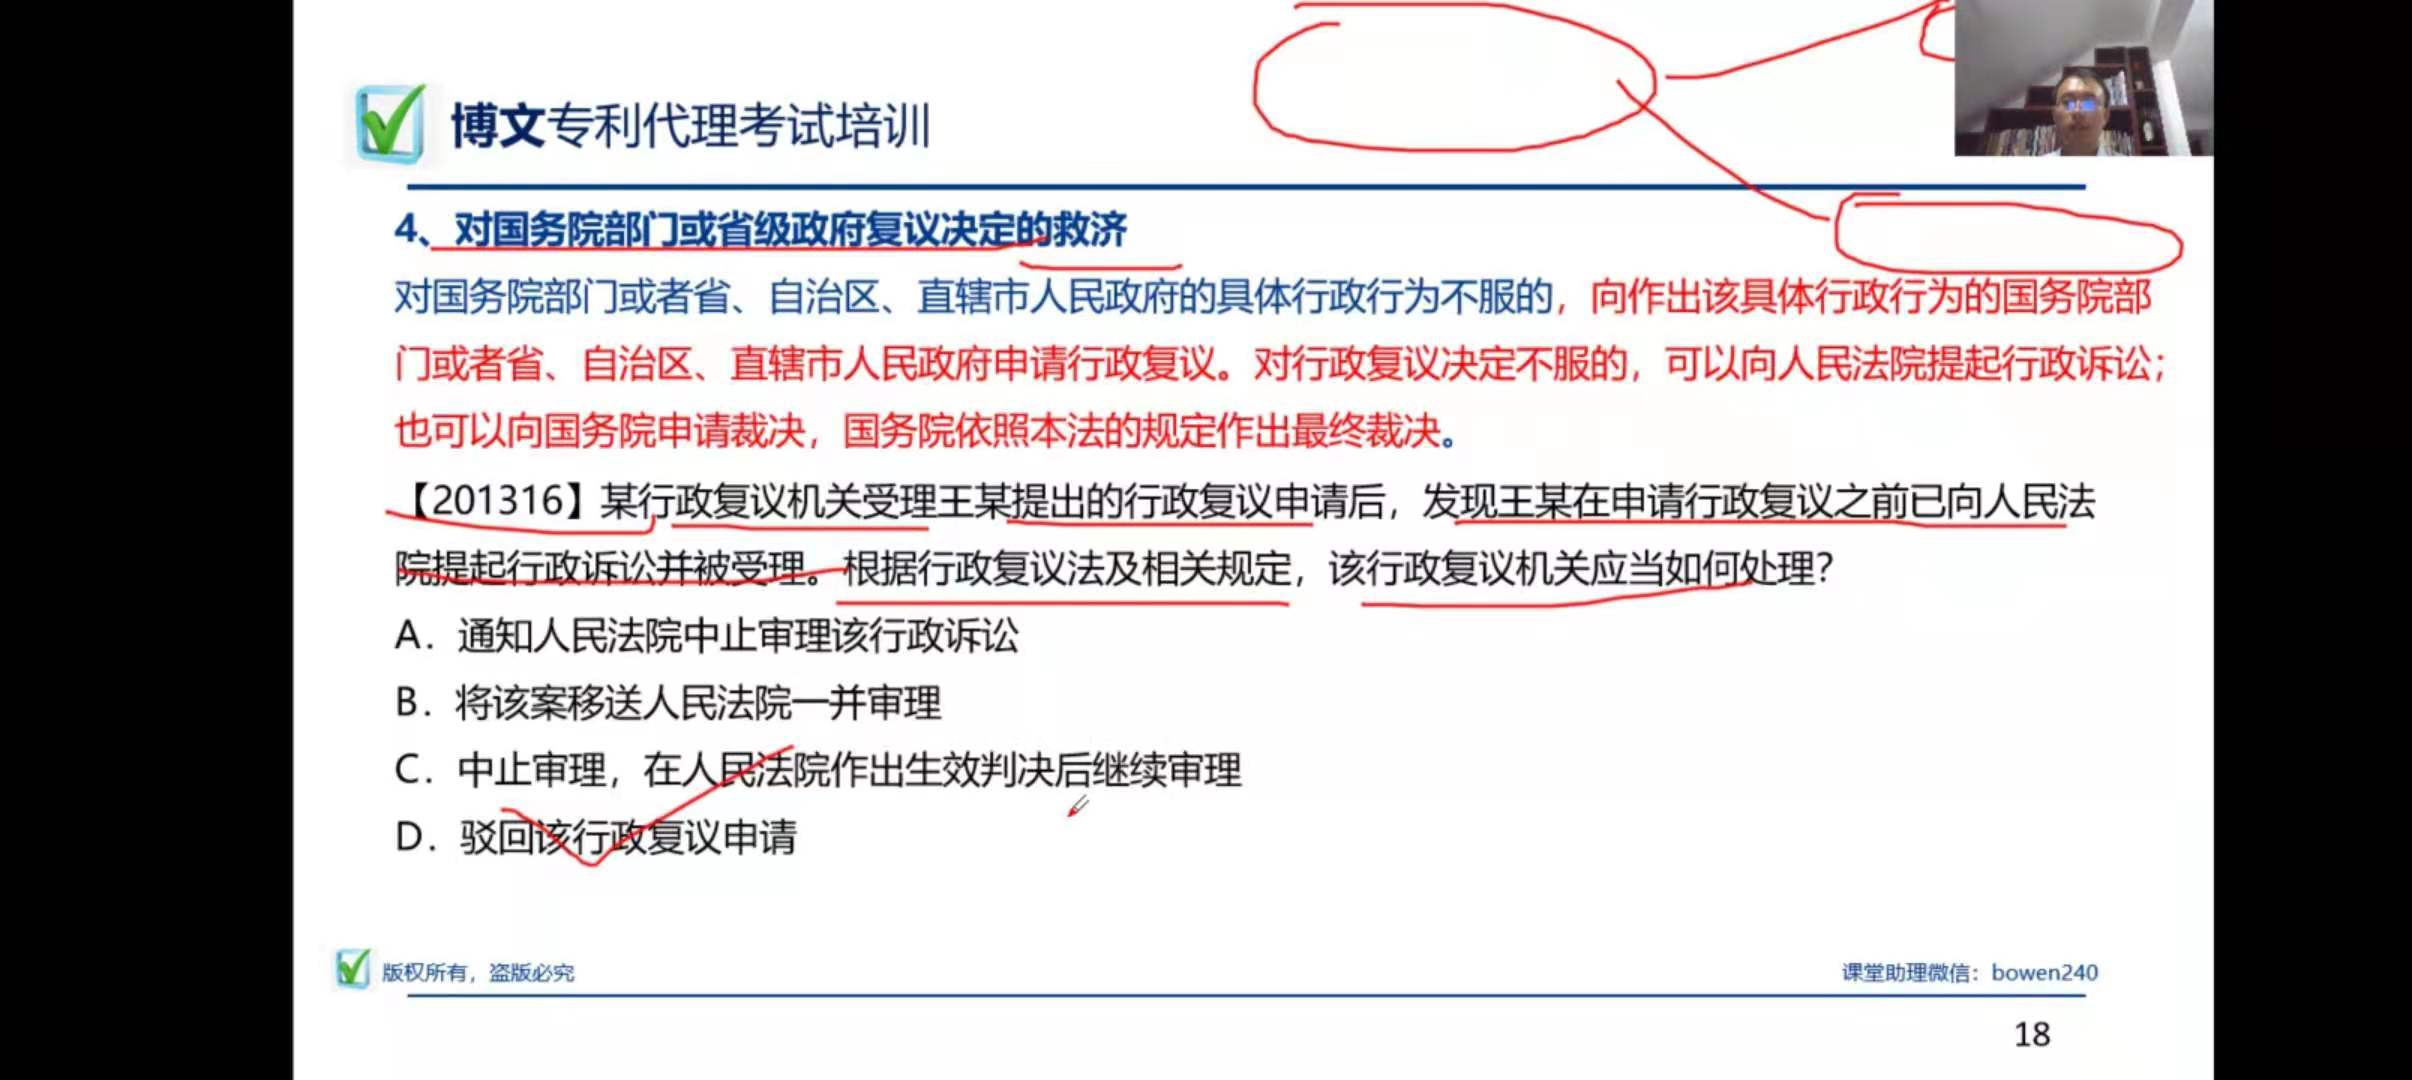 博文专利代理考试培训
4、对国务院部门或省级政府复议决定的救济
对国务院部门或者省、自治区、直辖市人民政府的具体行政行为不服的，向作出该具体行政行为的国务院部
门或者省、自治区、直辖市人民政府申请行政复议。对行政复议决定不服的，可以向人民法院提起行政诉讼；
也可以向国务院申请裁决，国务院依照本法的规定作出最终裁决。
【201316】某行政复议机关受理王某提出的行政复议申请后，发现王某在申请行政复议之前已向人民法
院提起行政诉讼并被受理。根据行政复议法及相关规定，该行政复议机关应当如何处理？
A．通知人民法院中止审理该行政诉讼
B．将该案移送人民法院一并审理
C．中止审理，在人民法院作出生效判决后继续审理
D．驳回该行政复议申请
版权所有，盗版必究
课堂助理微信：bowen240
18